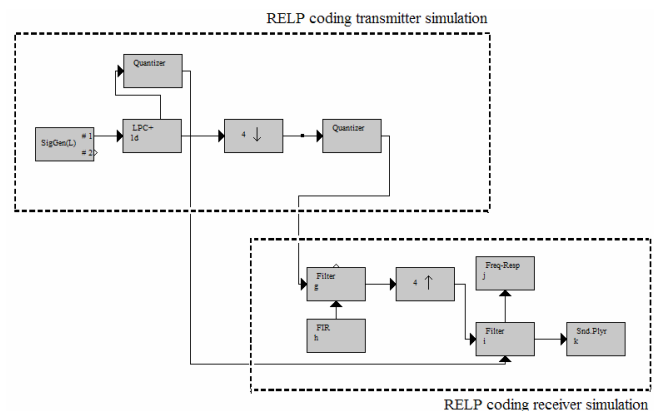 RELP coding transmitter simulation
Quantizer
SigGen(L)
# 1
# 2
LPC+
1d
4 ↓
Quantizer
Filter
g
4 ↑
Freq-Resp
j
FIR
h
Filter
i
Snd.Plyr
k
RELP coding receiver simulation